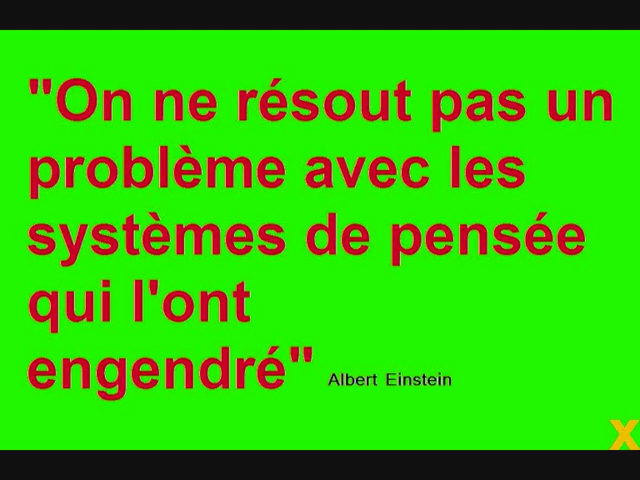 "On ne résout pas un
problème avec les
systèmes de pensée
qui l'ont
engendré" Albert Einstein
X